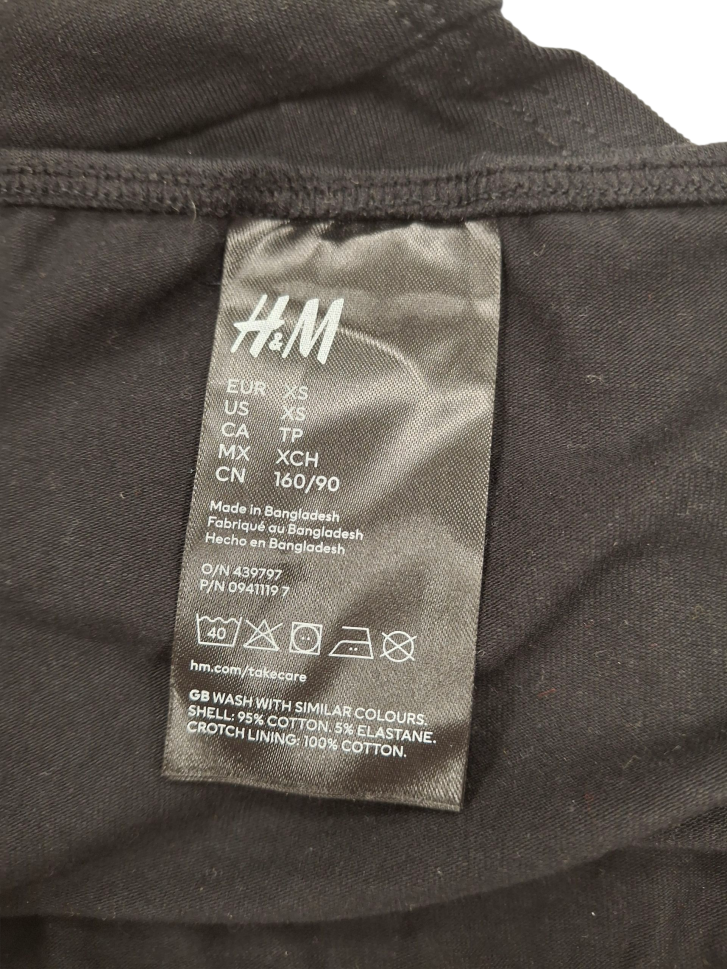 H&M
EUR XS
US XS
CA TP
MX XCH
CN 160/90
Made in Bangladesh
Fabriqué au Bangladesh
Hecho en Bangladesh
O/N 439797
P/N 0941119 7
40
hm.com/takecare
GB WASH WITH SIMILAR COLOURS.
SHELL: 95% COTTON. 5% ELASTANE.
CROTCH LINING: 100% COTTON.